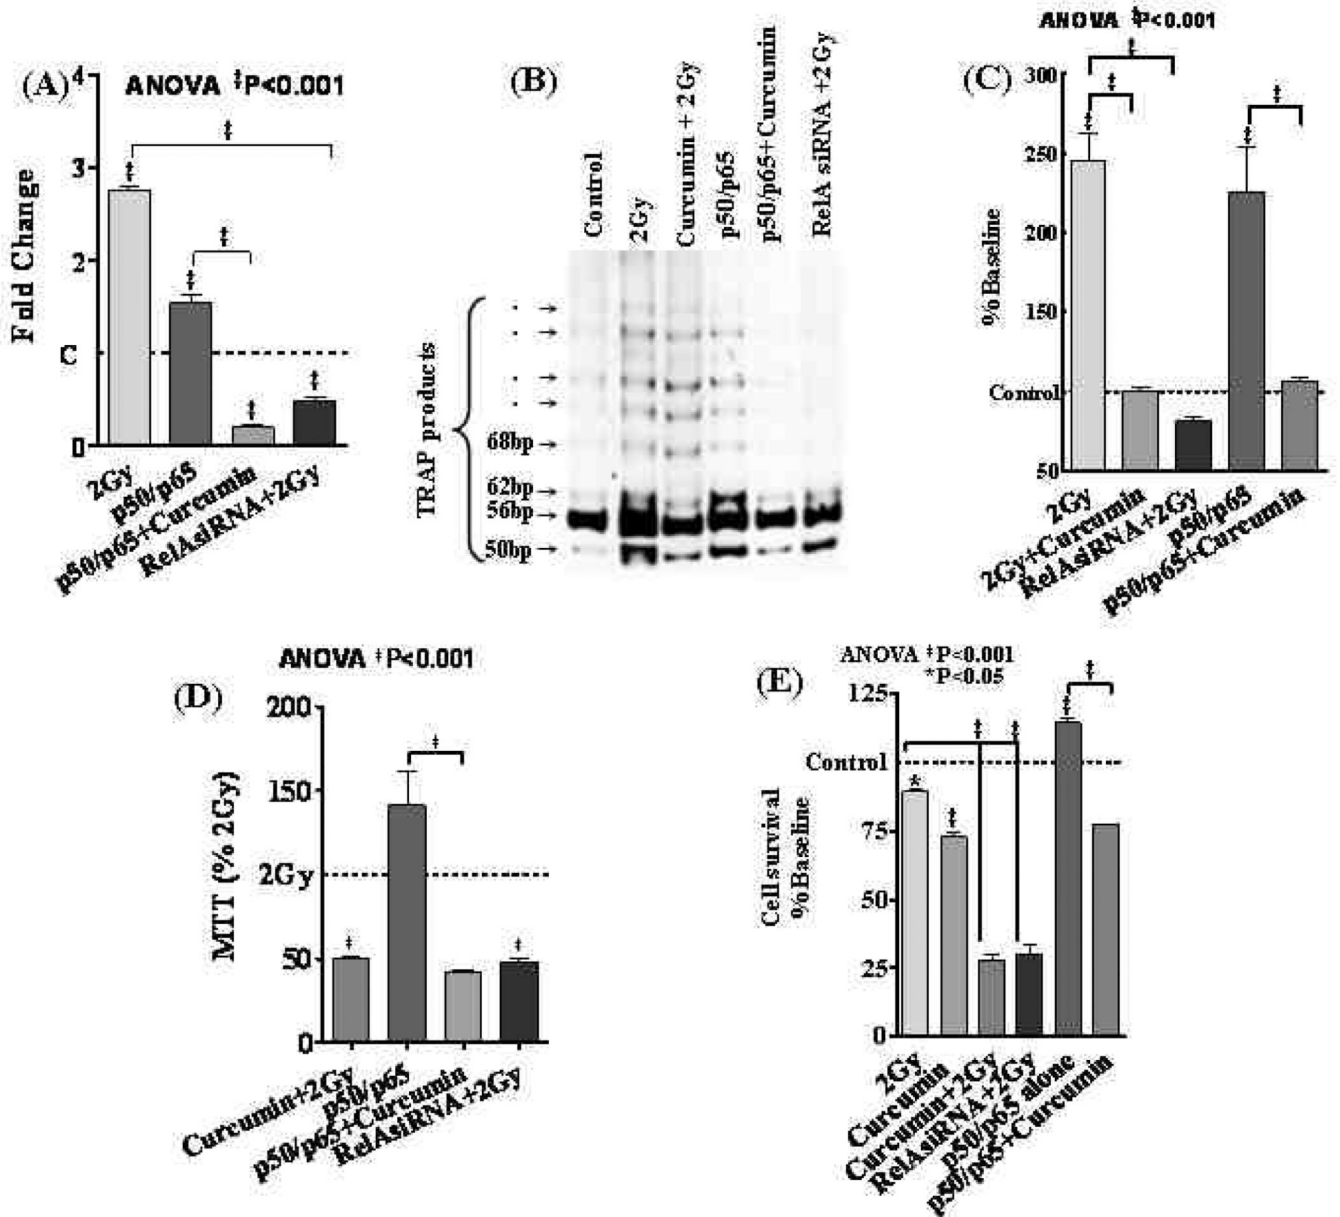 (A)
ANOVA ‡P<0.001
Fold Change
4
3
2
C
0
‡
‡
‡
‡
‡
‡
2Gy
p50/p65
p50/p65+Curcumin
RelAsiRNA+2Gy
(B)
Control
2Gy
Curcumin + 2Gy
p50/p65
p50/p65+Curcumin
RelA siRNA +2Gy
TRAP products
. →
. →
. →
. →
68bp →
62bp →
56bp →
50bp →
(C)
ANOVA ‡P<0.001
% Baseline
300
250
200
150
Control
50
‡
‡
‡
‡
‡
2Gy
2Gy+Curcumin
RelAsiRNA+2Gy
p50/p65
p50/p65+Curcumin
(D)
ANOVA ‡P<0.001
MTT (% 2Gy)
200
150
2Gy
50
0
‡
‡
‡
Curcumin+2Gy
p50/p65
p50/p65+Curcumin
RelAsiRNA+2Gy
(E)
ANOVA ‡P<0.001
*P<0.05
Cell survival
% Baseline
125
Control
75
50
25
0
*
‡
‡
‡
‡
‡
2Gy
Curcumin
Curcumin+2Gy
RelAsiRNA+2Gy
p50/p65 alone
p50/p65+Curcumin